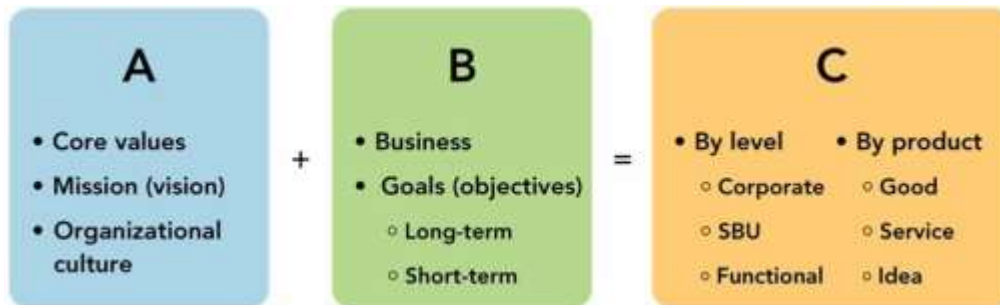 A
• Core values
• Mission (vision)
• Organizational
culture
+
B
• Business
• Goals (objectives)
○ Long-term
○ Short-term
=
C
• By level
○ Corporate
○ SBU
○ Functional
• By product
○ Good
○ Service
○ Idea